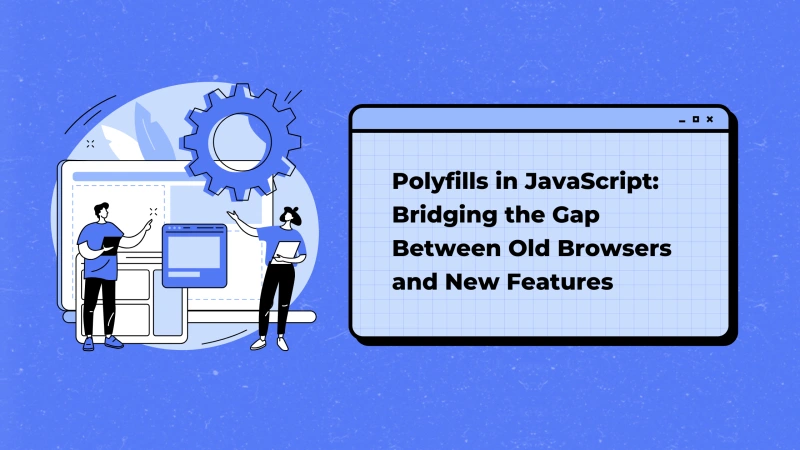 Polyfills in JavaScript:
Bridging the Gap
Between Old Browsers
and New Features